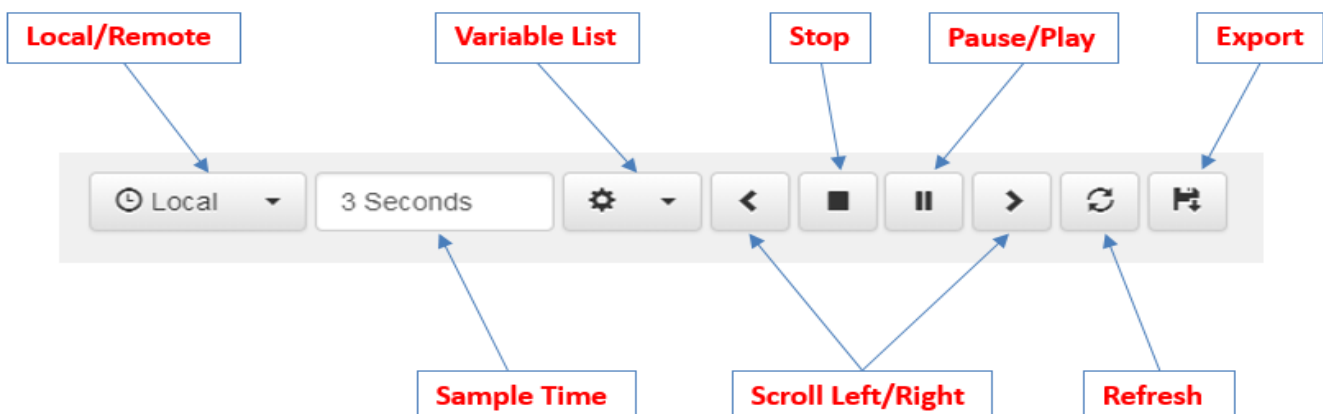 Local/Remote
Variable List
Stop
Pause/Play
Export
Local
3 Seconds
Sample Time
Scroll Left/Right
Refresh